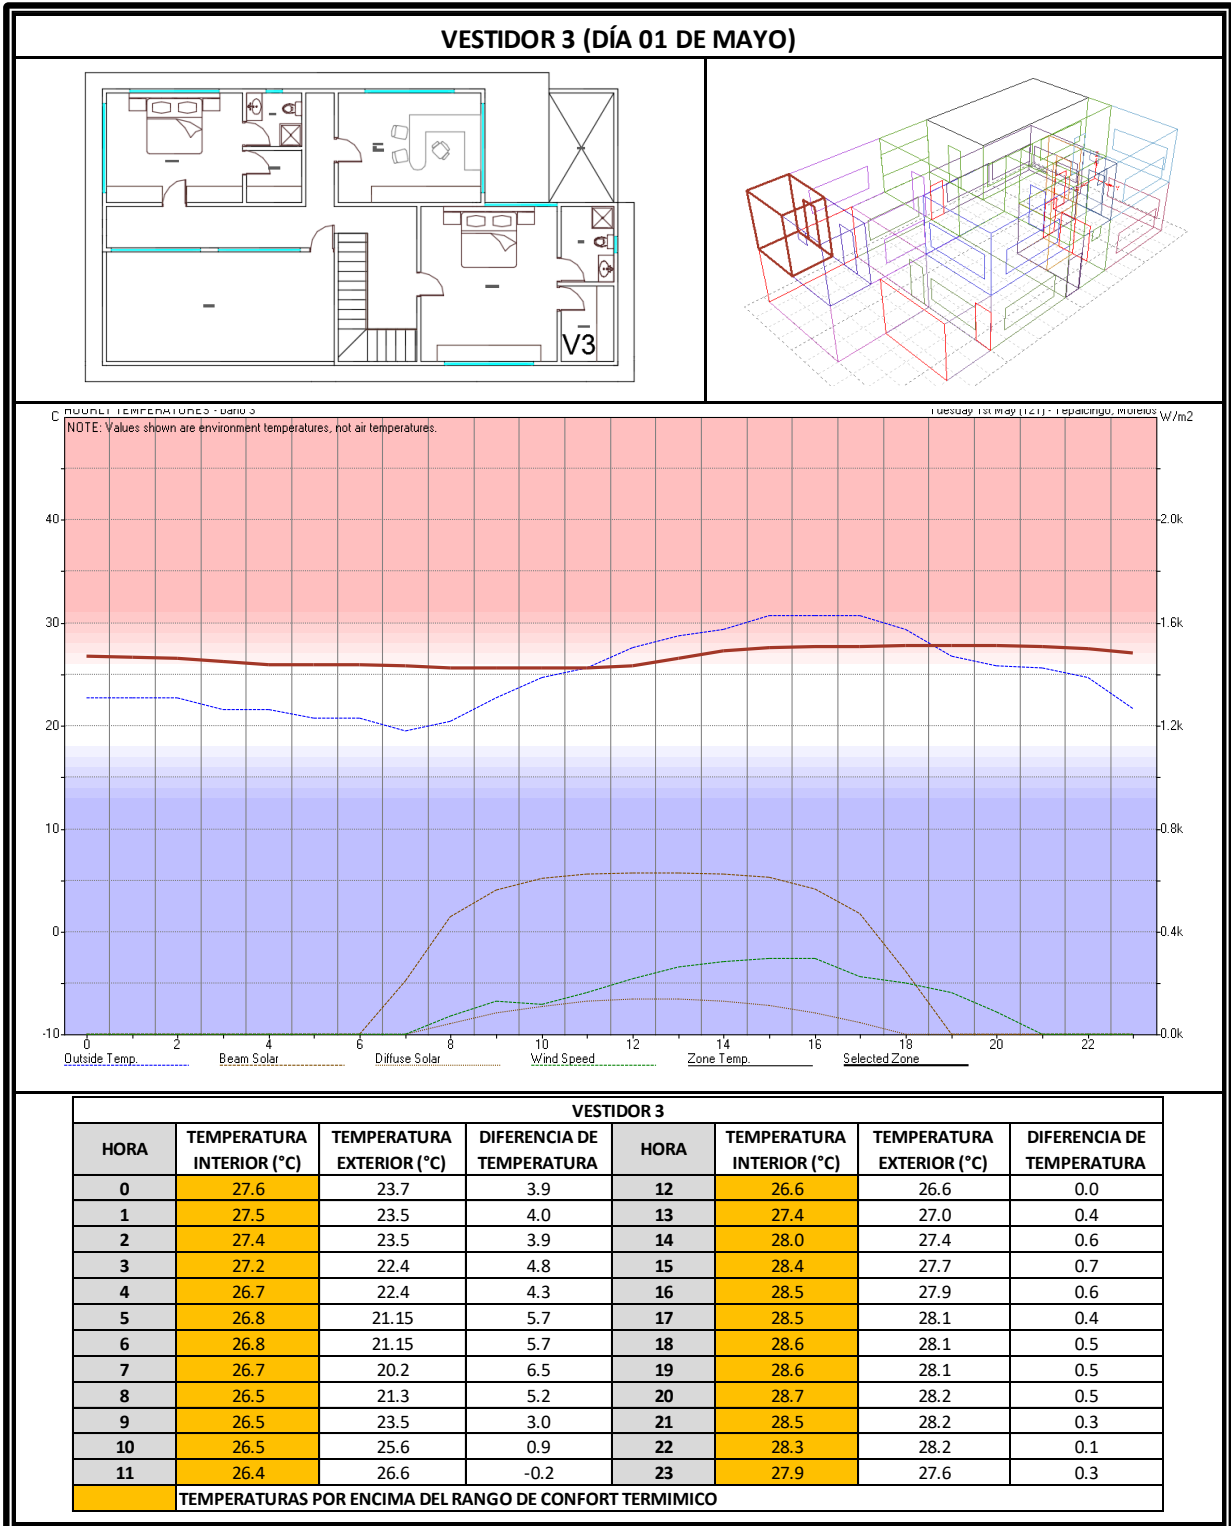 VESTIDOR 3 (DÍA 01 DE MAYO)
V3
C HOURLY TEMPERATURES - Baño 3 Tuesday 1st May (121) - Tepalcingo, Morelos W/m2
NOTE: Values shown are environment temperatures, not air temperatures.
40 2.0k
30 1.6k
20 1.2k
10 0.8k
0 0.4k
-10 0.0k
0 2 4 6 8 10 12 14 16 18 20 22
Outside Temp. Beam Solar Diffuse Solar Wind Speed Zone Temp. Selected Zone
VESTIDOR 3
HORA TEMPERATURA INTERIOR (°C) TEMPERATURA EXTERIOR (°C) DIFERENCIA DE TEMPERATURA HORA TEMPERATURA INTERIOR (°C) TEMPERATURA EXTERIOR (°C) DIFERENCIA DE TEMPERATURA
0 27.6 23.7 3.9 12 26.6 26.6 0.0
1 27.5 23.5 4.0 13 27.4 27.0 0.4
2 27.4 23.5 3.9 14 28.0 27.4 0.6
3 27.2 22.4 4.8 15 28.4 27.7 0.7
4 26.7 22.4 4.3 16 28.5 27.9 0.6
5 26.8 21.15 5.7 17 28.5 28.1 0.4
6 26.8 21.15 5.7 18 28.6 28.1 0.5
7 26.7 20.2 6.5 19 28.6 28.1 0.5
8 26.5 21.3 5.2 20 28.7 28.2 0.5
9 26.5 23.5 3.0 21 28.5 28.2 0.3
10 26.5 25.6 0.9 22 28.3 28.2 0.1
11 26.4 26.6 -0.2 23 27.9 27.6 0.3
TEMPERATURAS POR ENCIMA DEL RANGO DE CONFORT TERMIMICO